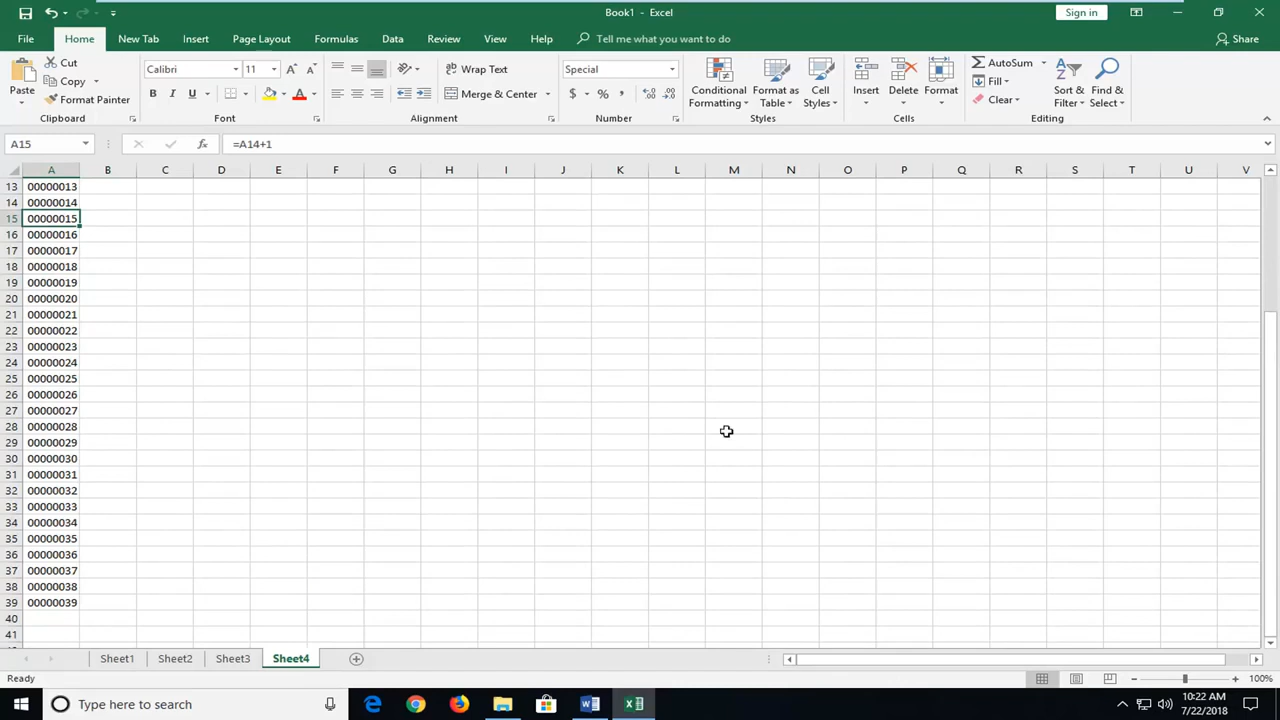 Book1 - Excel
Sign in
File Home New Tab Insert Page Layout Formulas Data Review View Help Tell me what you want to do Share
Paste
Cut
Copy
Format Painter
Clipboard
Calibri 11
B I U
Font
Wrap Text
Merge & Center
Alignment
Special
$ % ,
Number
Conditional Formatting
Format as Table
Cell Styles
Styles
Insert
Delete
Format
Cells
AutoSum
Fill
Clear
Sort & Filter
Find & Select
Editing
A15 fx =A14+1
A B C D E F G H I J K L M N O P Q R S T U V
13 00000013
14 00000014
15 00000015
16 00000016
17 00000017
18 00000018
19 00000019
20 00000020
21 00000021
22 00000022
23 00000023
24 00000024
25 00000025
26 00000026
27 00000027
28 00000028
29 00000029
30 00000030
31 00000031
32 00000032
33 00000033
34 00000034
35 00000035
36 00000036
37 00000037
38 00000038
39 00000039
40
41
Sheet1 Sheet2 Sheet3 Sheet4
Ready
100%
Type here to search
10:22 AM
7/22/2018